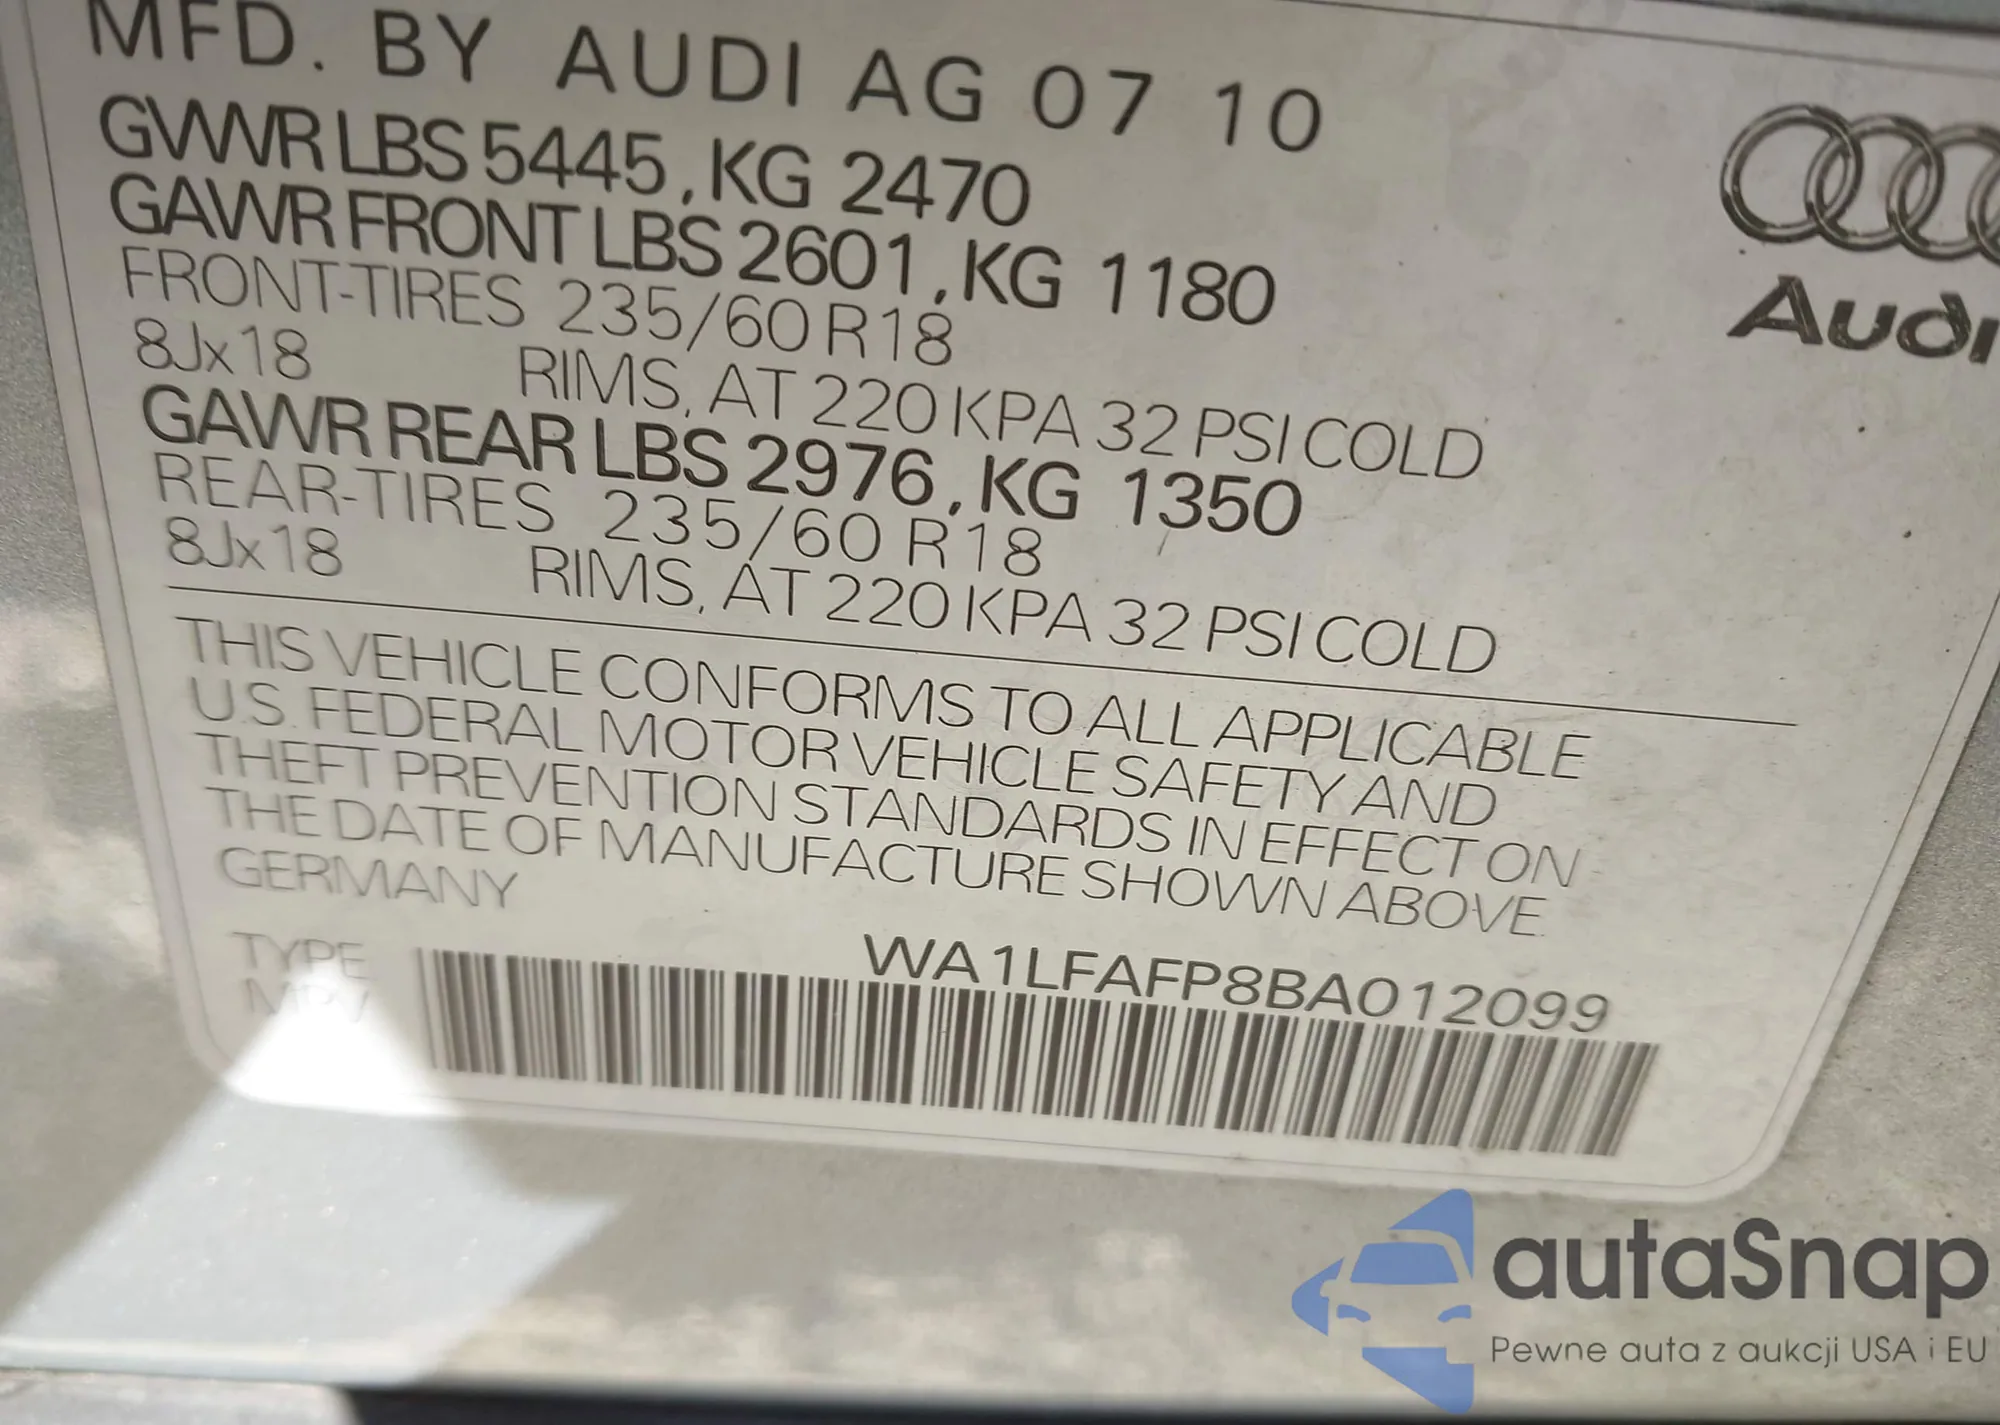 MFD. BY AUDI AG 07 10
GVWR LBS 5445, KG 2470
GAWR FRONT LBS 2601, KG 1180
FRONT-TIRES 235/60 R18
8Jx18 RIMS, AT 220 KPA 32 PSI COLD
GAWR REAR LBS 2976, KG 1350
REAR-TIRES 235/60 R18
8Jx18 RIMS, AT 220 KPA 32 PSI COLD
Audi
THIS VEHICLE CONFORMS TO ALL APPLICABLE
U.S. FEDERAL MOTOR VEHICLE SAFETY AND
THEFT PREVENTION STANDARDS IN EFFECT ON
THE DATE OF MANUFACTURE SHOWN ABOVE.
GERMANY
TYPE
MPV
WA1LFAFP8BA012099
autaSnap
Pewne auta z aukcji USA i EU